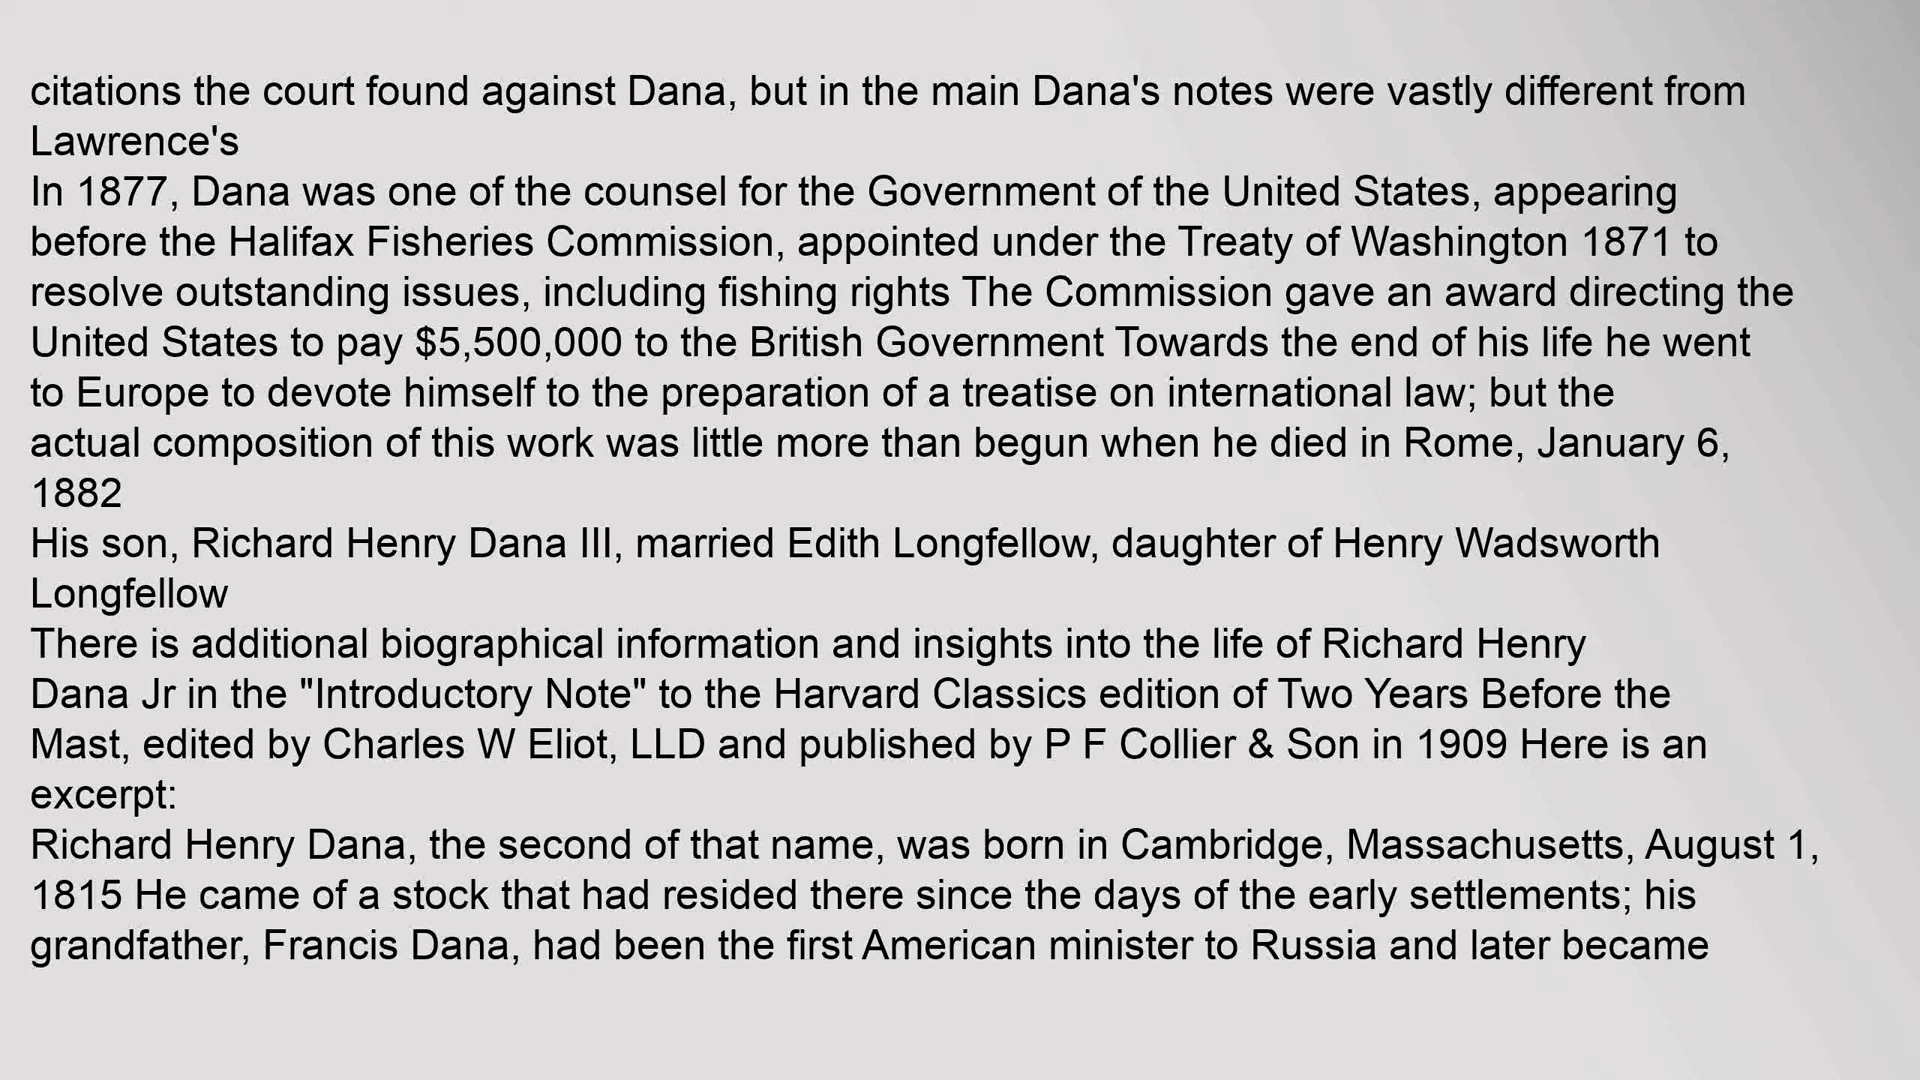 citations the court found against Dana, but in the main Dana's notes were vastly different from
Lawrence's
In 1877, Dana was one of the counsel for the Government of the United States, appearing
before the Halifax Fisheries Commission, appointed under the Treaty of Washington 1871 to
resolve outstanding issues, including fishing rights The Commission gave an award directing the
United States to pay $5,500,000 to the British Government Towards the end of his life he went
to Europe to devote himself to the preparation of a treatise on international law; but the
actual composition of this work was little more than begun when he died in Rome, January 6,
1882
His son, Richard Henry Dana III, married Edith Longfellow, daughter of Henry Wadsworth
Longfellow
There is additional biographical information and insights into the life of Richard Henry
Dana Jr in the "Introductory Note" to the Harvard Classics edition of Two Years Before the
Mast, edited by Charles W Eliot, LLD and published by P F Collier & Son in 1909 Here is an
excerpt:
Richard Henry Dana, the second of that name, was born in Cambridge, Massachusetts, August 1,
1815 He came of a stock that had resided there since the days of the early settlements; his
grandfather, Francis Dana, had been the first American minister to Russia and later became